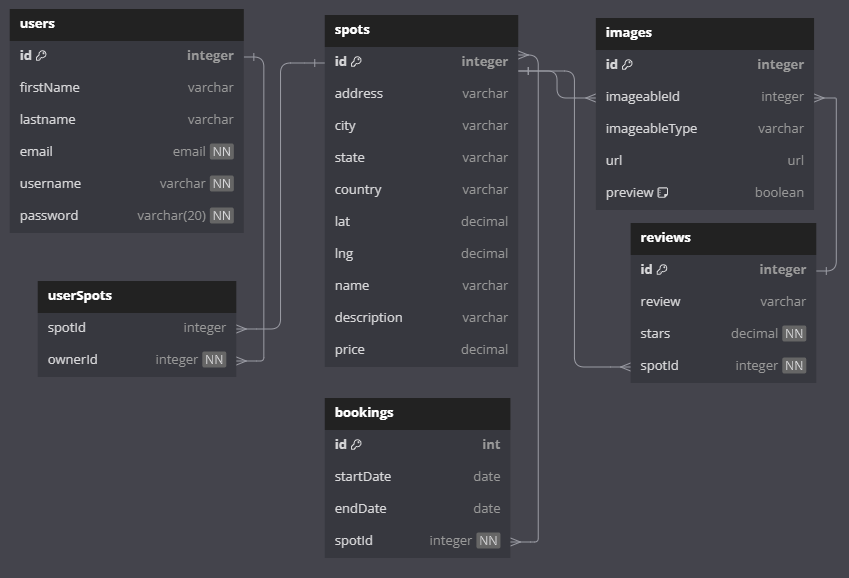 users
id integer
firstName varchar
lastname varchar
email email NN
username varchar NN
password varchar(20) NN
userSpots
spotId integer
ownerId integer NN
spots
id integer
address varchar
city varchar
state varchar
country varchar
lat decimal
lng decimal
name varchar
description varchar
price decimal
bookings
id int
startDate date
endDate date
spotId integer NN
images
id integer
imageableId integer
imageableType varchar
url url
preview boolean
reviews
id integer
review varchar
stars decimal NN
spotId integer NN